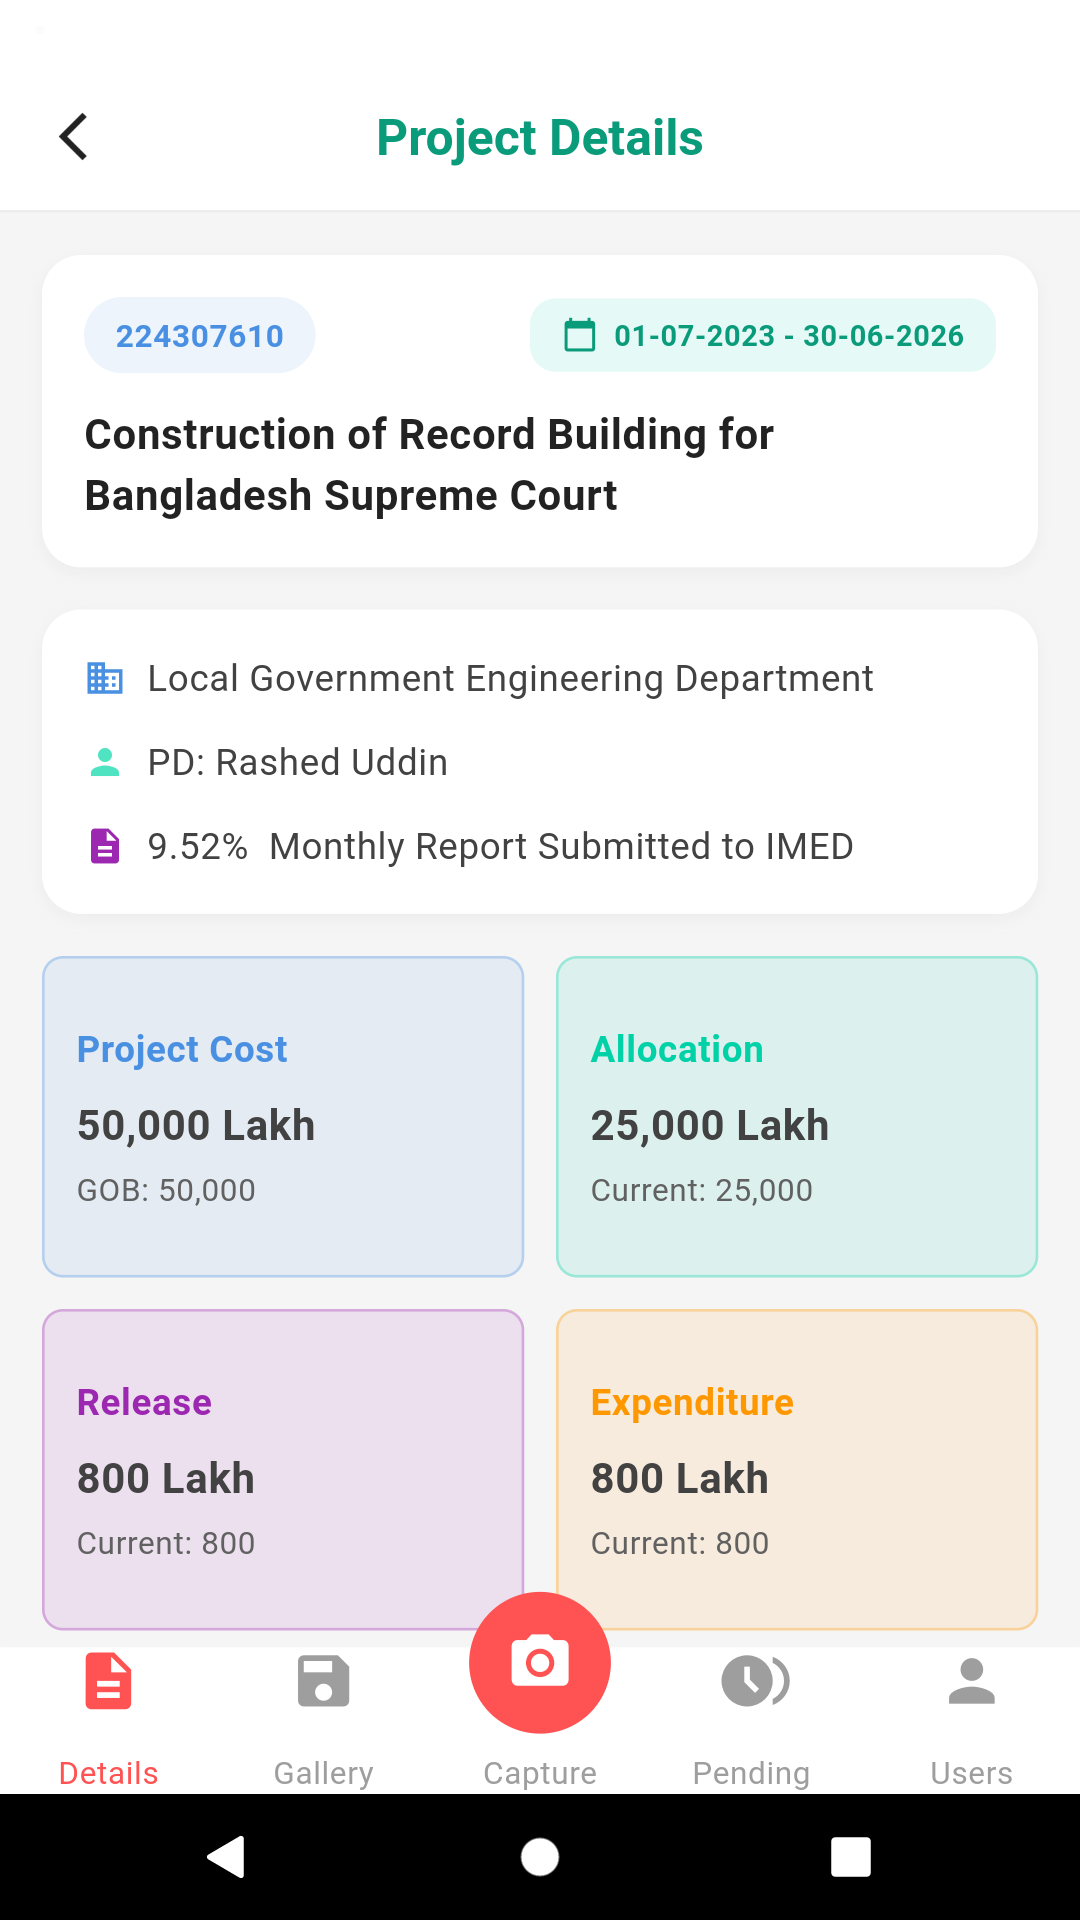 Project Details
224307610
01-07-2023 - 30-06-2026
Construction of Record Building for
Bangladesh Supreme Court
Local Government Engineering Department
PD: Rashed Uddin
9.52%  Monthly Report Submitted to IMED
Project Cost
50,000 Lakh
GOB: 50,000
Allocation
25,000 Lakh
Current: 25,000
Release
800 Lakh
Current: 800
Expenditure
800 Lakh
Current: 800
Details
Gallery
Capture
Pending
Users